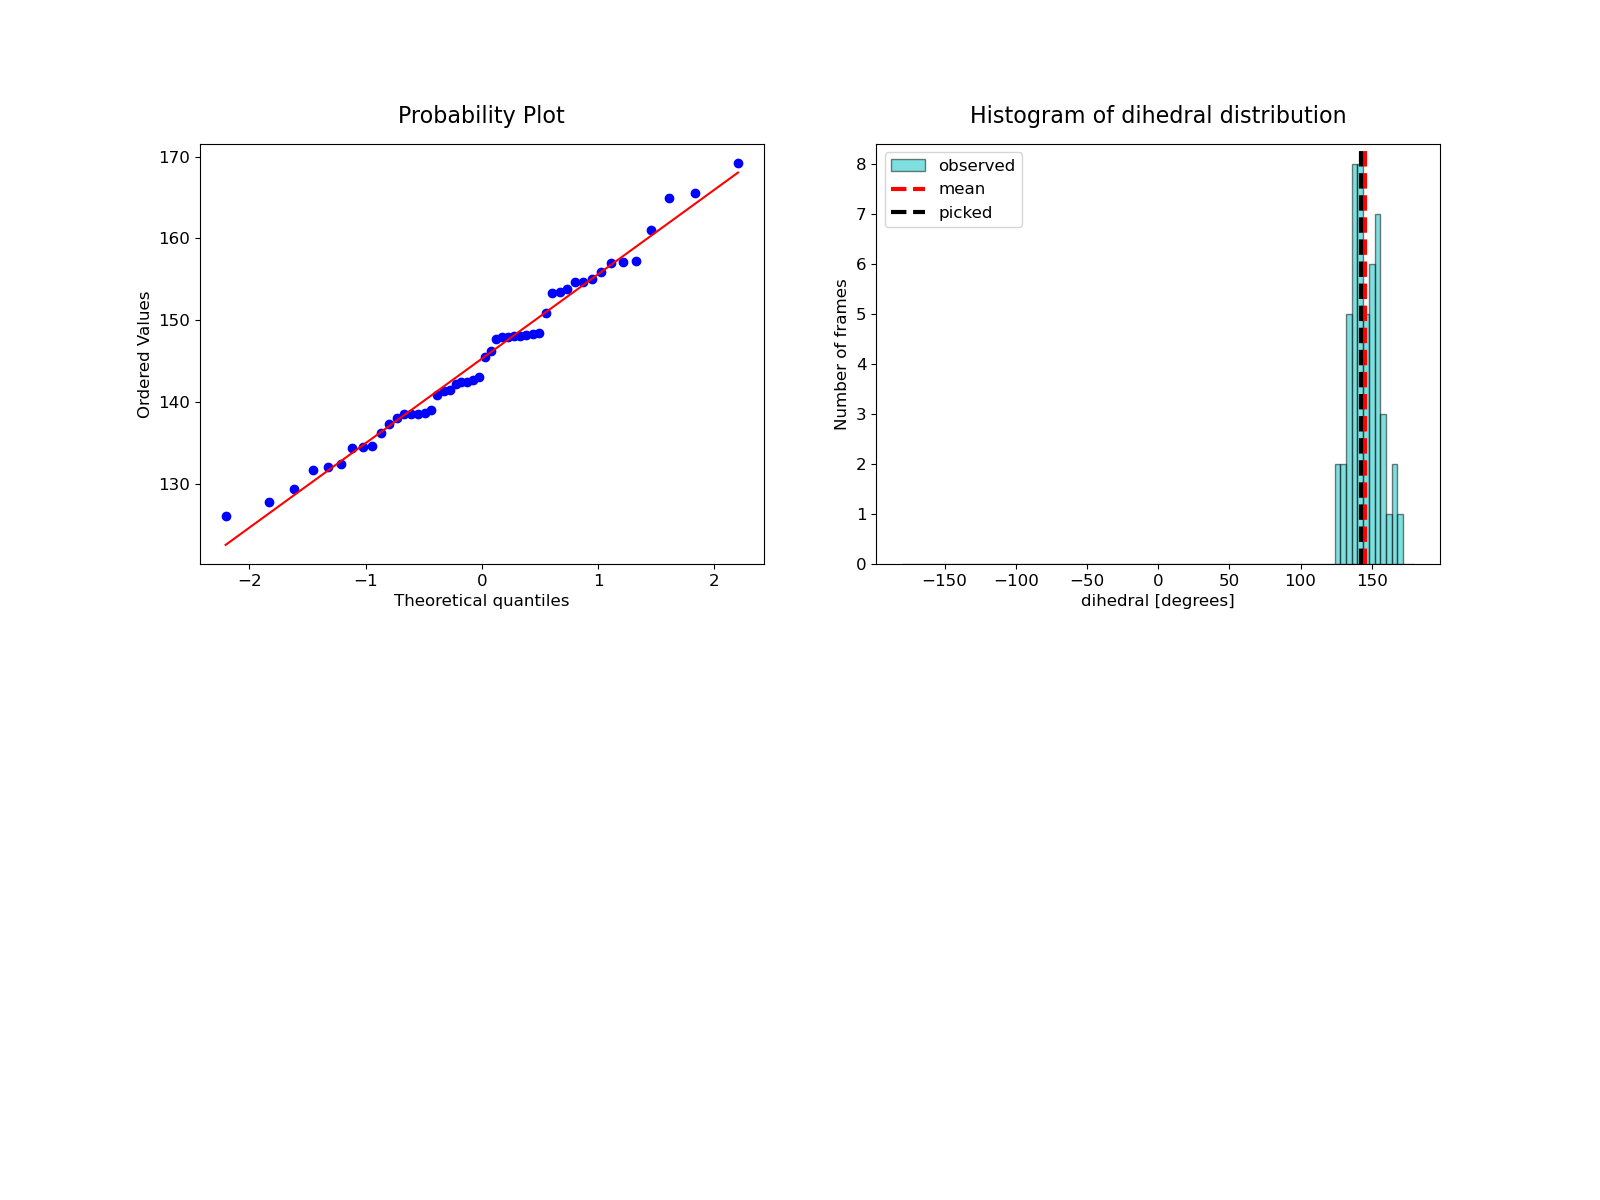 Probability Plot
170
160
150
140
130
Ordered Values
−2
−1
0
1
2
Theoretical quantiles
Histogram of dihedral distribution
observed
mean
picked
8
7
6
5
4
3
2
1
0
Number of frames
−150
−100
−50
0
50
100
150
dihedral [degrees]